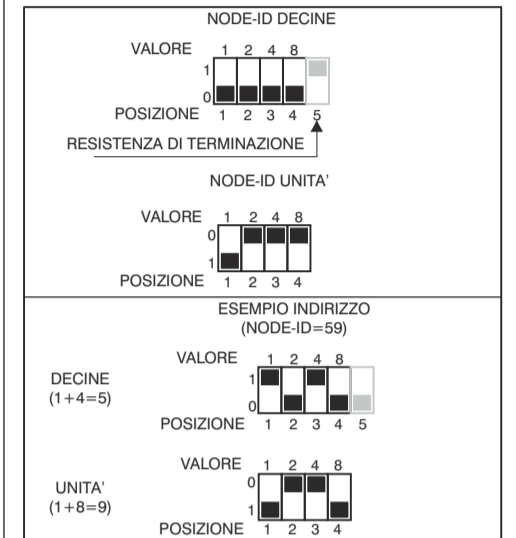 NODE-ID DECINE
VALORE 1 2 4 8
1
0
POSIZIONE 1 2 3 4 5
RESISTENZA DI TERMINAZIONE
NODE-ID UNITA'
VALORE 1 2 4 8
0
1
POSIZIONE 1 2 3 4
ESEMPIO INDIRIZZO
(NODE-ID=59)
VALORE 1 2 4 8
DECINE
(1+4=5)
1
0
POSIZIONE 1 2 3 4 5
VALORE 1 2 4 8
UNITA'
(1+8=9)
0
1
POSIZIONE 1 2 3 4